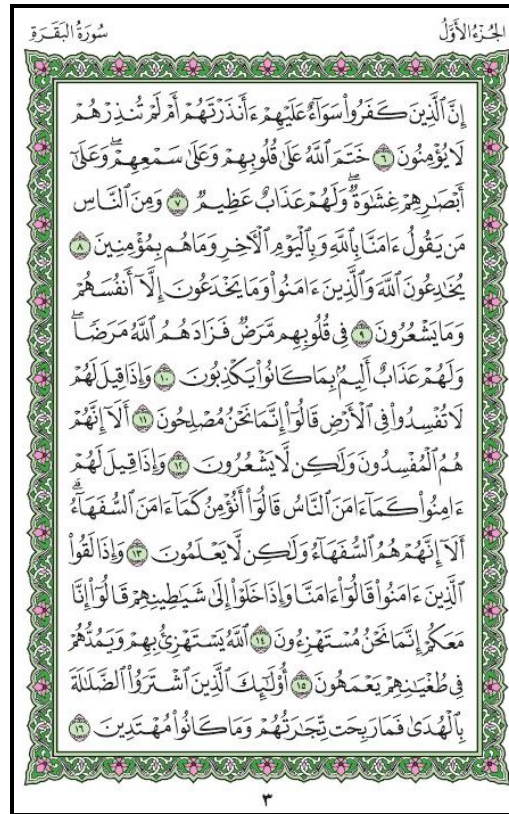 سُورَةُ البَقَرَةِ
الجُزْءُ الأَوَّلُ
إِنَّ ٱلَّذِينَ كَفَرُواْ سَوَآءٌ عَلَيْهِمْ ءَأَنذَرْتَهُمْ أَمْ لَمْ تُنذِرْهُمْ
لَا يُؤْمِنُونَ ٦ خَتَمَ ٱللَّهُ عَلَىٰ قُلُوبِهِمْ وَعَلَىٰ سَمْعِهِمْۖ وَعَلَىٰٓ
أَبْصَـٰرِهِمْ غِشَـٰوَةٌۖ وَلَهُمْ عَذَابٌ عَظِيمٌ ٧ وَمِنَ ٱلنَّاسِ
مَن يَقُولُ ءَامَنَّا بِٱللَّهِ وَبِٱلْيَوْمِ ٱلْأَخِرِ وَمَا هُم بِمُؤْمِنِينَ ٨
يُخَـٰدِعُونَ ٱللَّهَ وَٱلَّذِينَ ءَامَنُواْ وَمَا يَخْدَعُونَ إِلَّآ أَنفُسَهُمْ
وَمَا يَشْعُرُونَ ٩ فِى قُلُوبِهِم مَّرَضٌ فَزَادَهُمُ ٱللَّهُ مَرَضًاۖ
وَلَهُمْ عَذَابٌ أَلِيمٌۢ بِمَا كَانُواْ يَكْذِبُونَ ١٠ وَإِذَا قِيلَ لَهُمْ
لَا تُفْسِدُواْ فِى ٱلْأَرْضِ قَالُوٓاْ إِنَّمَا نَحْنُ مُصْلِحُونَ ١١ أَلَآ إِنَّهُمْ
هُمُ ٱلْمُفْسِدُونَ وَلَـٰكِن لَّا يَشْعُرُونَ ١٢ وَإِذَا قِيلَ لَهُمْ
ءَامِنُواْ كَمَآ ءَامَنَ ٱلنَّاسُ قَالُوٓاْ أَنُؤْمِنُ كَمَآ ءَامَنَ ٱلسُّفَهَآءُۗ
أَلَآ إِنَّهُمْ هُمُ ٱلسُّفَهَآءُ وَلَـٰكِن لَّا يَعْلَمُونَ ١٣ وَإِذَا لَقُواْ
ٱلَّذِينَ ءَامَنُواْ قَالُوٓاْ ءَامَنَّا وَإِذَا خَلَوْاْ إِلَىٰ شَيَـٰطِينِهِمْ قَالُوٓاْ إِنَّا
مَعَكُمْ إِنَّمَا نَحْنُ مُسْتَهْزِءُونَ ١٤ ٱللَّهُ يَسْتَهْزِئُ بِهِمْ وَيَمُدُّهُمْ
فِى طُغْيَـٰنِهِمْ يَعْمَهُونَ ١٥ أُوْلَـٰٓئِكَ ٱلَّذِينَ ٱشْتَرَوُاْ ٱلضَّلَـٰلَةَ
بِٱلْهُدَىٰ فَمَا رَبِحَت تِّجَـٰرَتُهُمْ وَمَا كَانُواْ مُهْتَدِينَ ١٦
٣